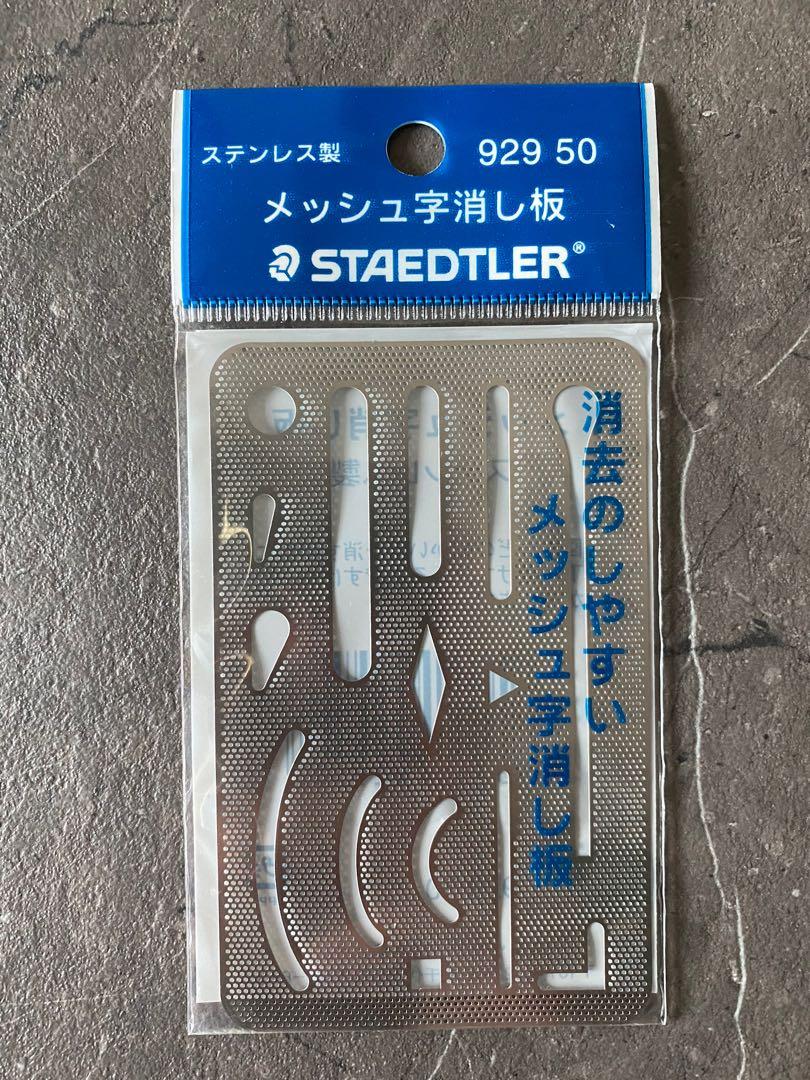 ステンレス製
929 50
メッシュ字消し板
STAEDTLER®
消去のしやすい
メッシュ字消し板